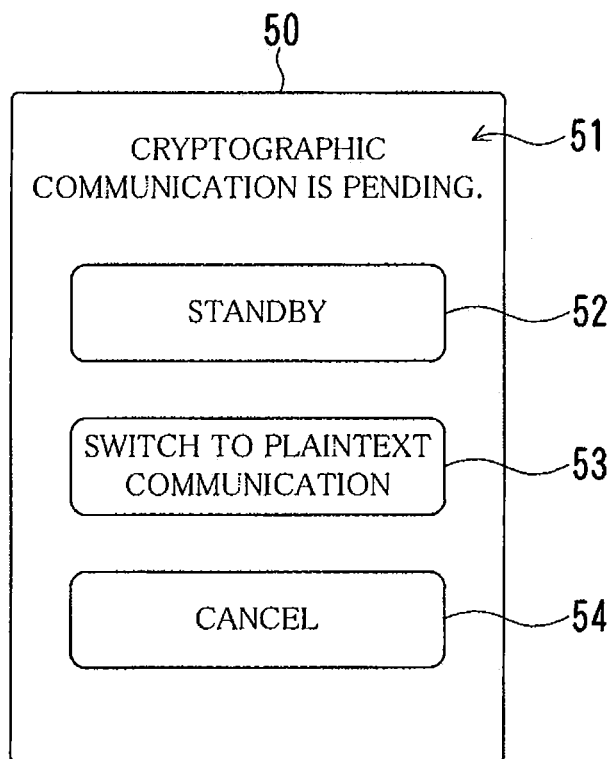 50
51
CRYPTOGRAPHIC
COMMUNICATION IS PENDING.
STANDBY
52
SWITCH TO PLAINTEXT
COMMUNICATION
53
CANCEL
54